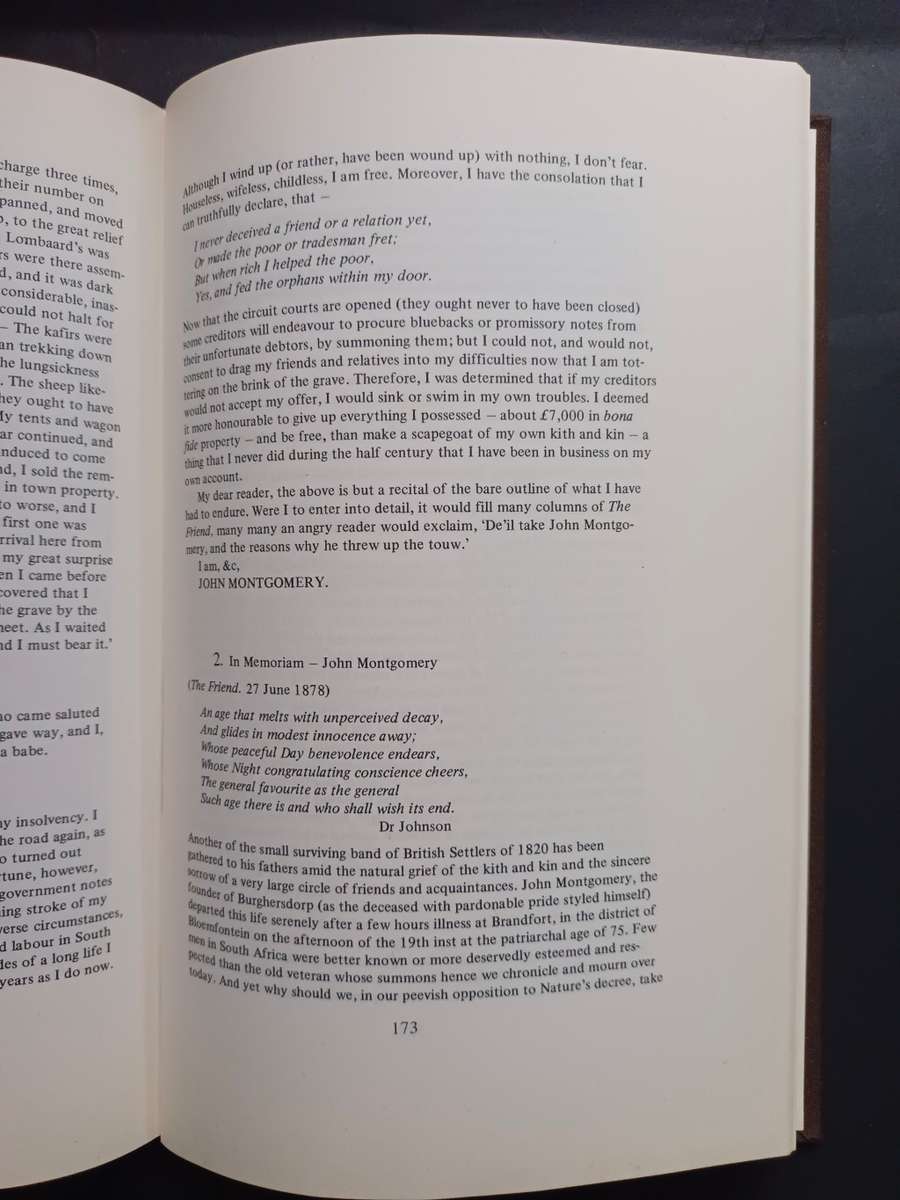 charge three times,
their number on
panned, and moved
, to the great relief
Lombaard's was
rs were there assem-
d, and it was dark
considerable, inas-
could not halt for
– The kafirs were
an trekking down
he lungsickness
. The sheep like-
hey ought to have
My tents and wagon
ar continued, and
nduced to come
nd, I sold the rem-
in town property.
to worse, and I
first one was
rrival here from
my great surprise
en I came before
covered that I
he grave by the
heet. As I waited
nd I must bear it.'
ho came saluted
gave way, and I,
a babe.
ny insolvency. I
he road again, as
o turned out
rtune, however,
government notes
ning stroke of my
verse circumstances,
d labour in South
des of a long life I
years as I do now.
Although I wind up (or rather, have been wound up) with nothing, I don't fear.
Houseless, wifeless, childless, I am free. Moreover, I have the consolation that I
can truthfully declare, that –
I never deceived a friend or a relation yet,
Or made the poor or tradesman fret;
But when rich I helped the poor,
Yes, and fed the orphans within my door.
Now that the circuit courts are opened (they ought never to have been closed)
some creditors will endeavour to procure bluebacks or promissory notes from
their unfortunate debtors, by summoning them; but I could not, and would not,
consent to drag my friends and relatives into my difficulties now that I am tot-
tering on the brink of the grave. Therefore, I was determined that if my creditors
would not accept my offer, I would sink or swim in my own troubles. I deemed
it more honourable to give up everything I possessed – about £7,000 in bona
fide property – and be free, than make a scapegoat of my own kith and kin – a
thing that I never did during the half century that I have been in business on my
own account.
My dear reader, the above is but a recital of the bare outline of what I have
had to endure. Were I to enter into detail, it would fill many columns of The
Friend, many many an angry reader would exclaim, 'De'il take John Montgo-
mery, and the reasons why he threw up the touw.'
I am, &c,
JOHN MONTGOMERY.
2. In Memoriam – John Montgomery
(The Friend. 27 June 1878)
An age that melts with unperceived decay,
And glides in modest innocence away;
Whose peaceful Day benevolence endears,
Whose Night congratulating conscience cheers,
The general favourite as the general
Such age there is and who shall wish its end.
Dr Johnson
Another of the small surviving band of British Settlers of 1820 has been
gathered to his fathers amid the natural grief of the kith and kin and the sincere
sorrow of a very large circle of friends and acquaintances. John Montgomery, the
founder of Burghersdorp (as the deceased with pardonable pride styled himself)
departed this life serenely after a few hours illness at Brandfort, in the district of
Bloemfontein on the afternoon of the 19th inst at the patriarchal age of 75. Few
men in South Africa were better known or more deservedly esteemed and res-
pected than the old veteran whose summons hence we chronicle and mourn over
today. And yet why should we, in our peevish opposition to Nature's decree, take
173